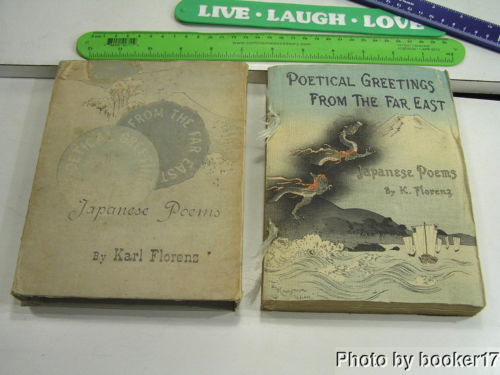 LIVE · LAUGH · LOVE
POETICAL GREETINGS
FROM THE FAR EAST
Japanese Poems
By K. Florenz
FROM THE FAR EAST
Japanese Poems
By Karl Florenz
Photo by booker17